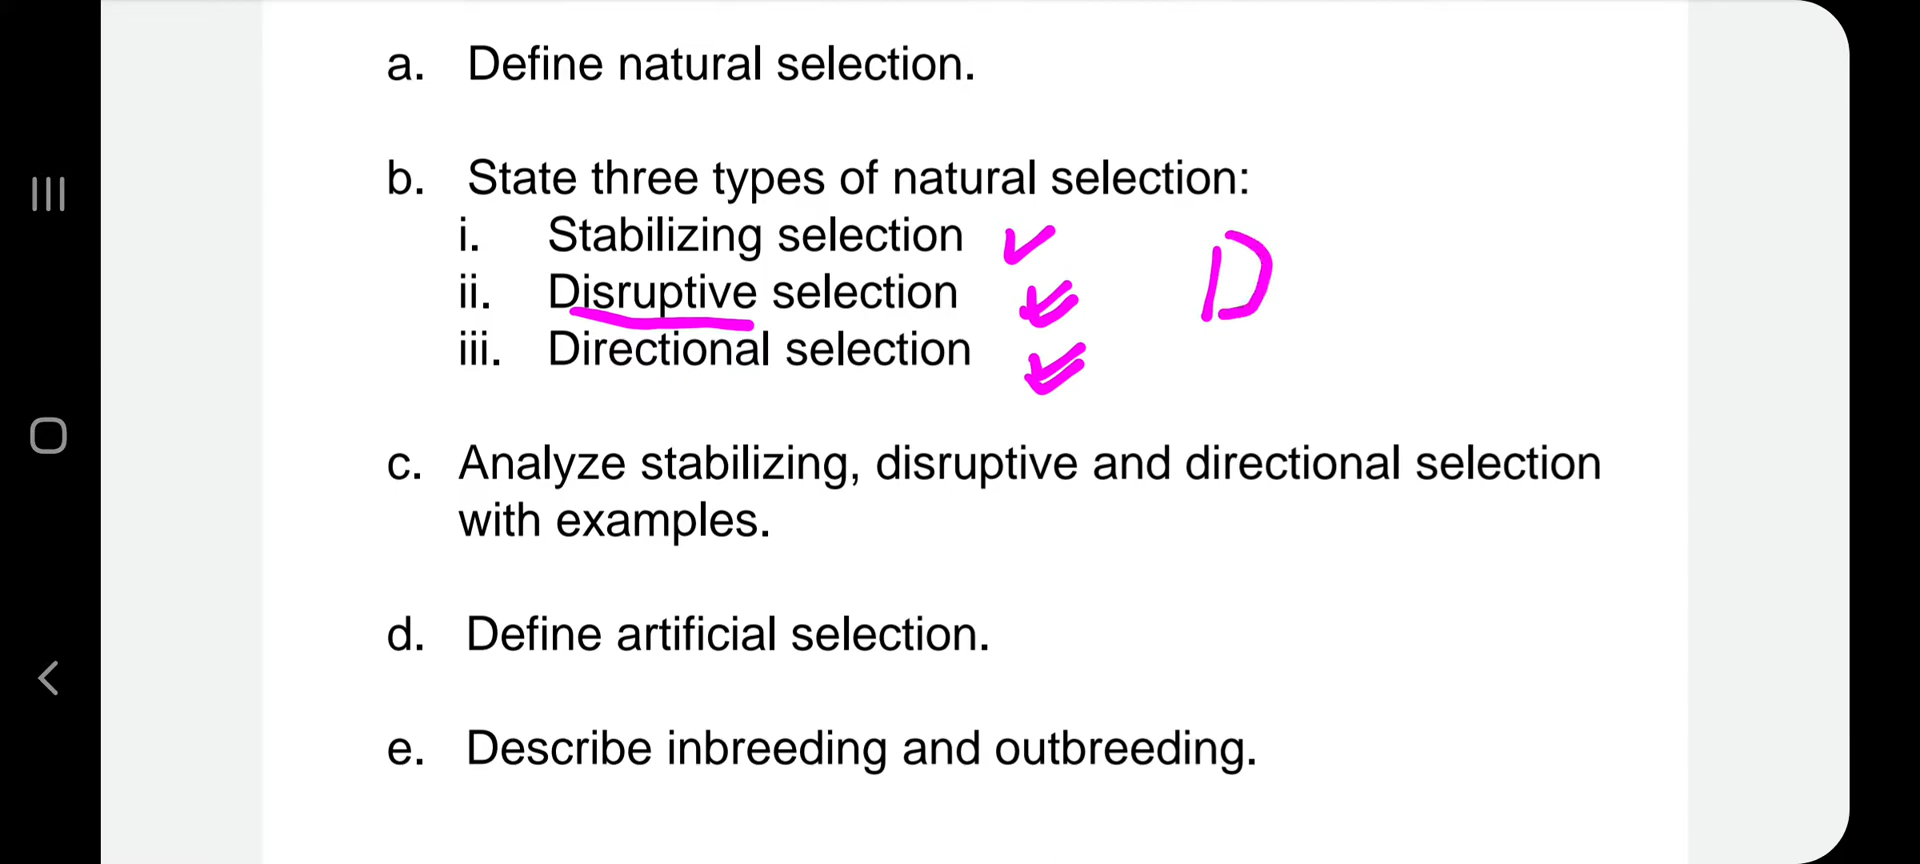 a. Define natural selection.
b. State three types of natural selection:
i. Stabilizing selection
ii. Disruptive selection
iii. Directional selection
D
c. Analyze stabilizing, disruptive and directional selection
with examples.
d. Define artificial selection.
e. Describe inbreeding and outbreeding.